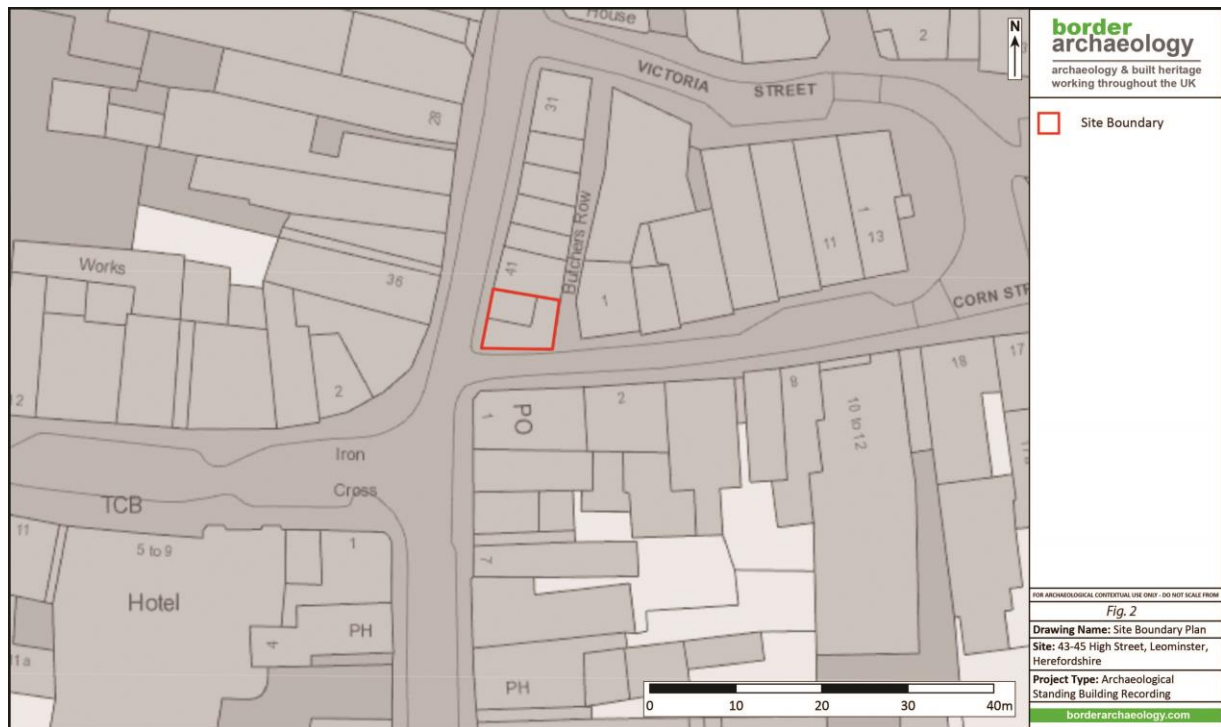 House
2
N
VICTORIA STREET
31
28
Butchers Row
41
Works
36
1
11
1
13
CORN STR
2
12
1
PO
2
8
10 to 12
18
17
Iron
Cross
TCB
11
5 to 9
1
Hotel
7
4
PH
11a
PH
0 10 20 30 40m
border
archaeology
archaeology & built heritage
working throughout the UK
Site Boundary
FOR ARCHAEOLOGICAL CONTEXTUAL USE ONLY - DO NOT SCALE FROM
Fig. 2
Drawing Name: Site Boundary Plan
Site: 43-45 High Street, Leominster,
Herefordshire
Project Type: Archaeological
Standing Building Recording
borderarchaeology.com